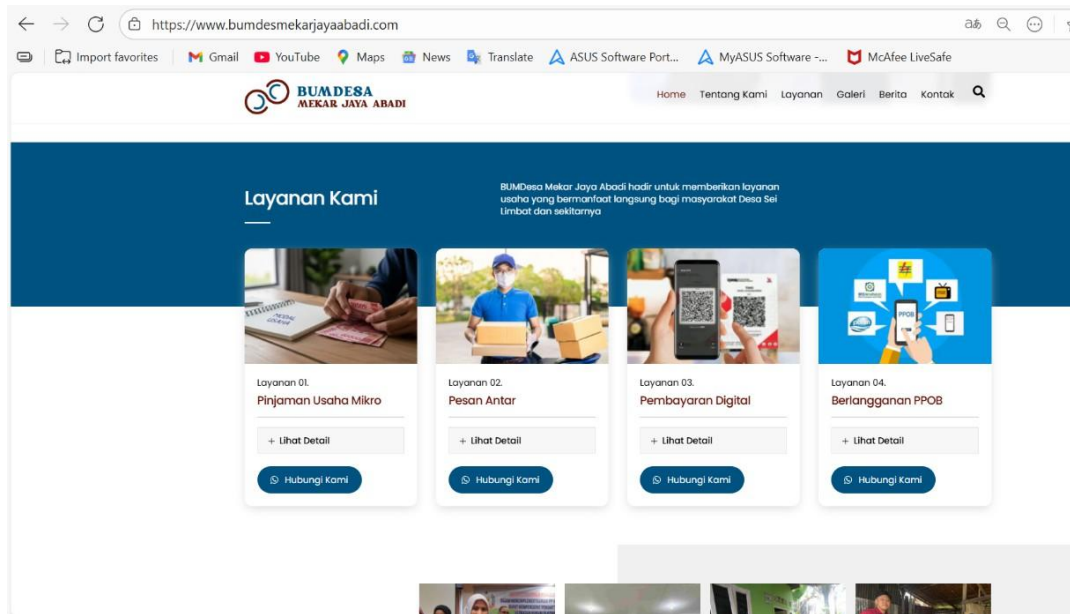 https://www.bumdesmekarjayaabadi.com
Import favorites
Gmail
YouTube
Maps
News
Translate
ASUS Software Port...
MyASUS Software -...
McAfee LiveSafe
BUMDESA
MEKAR JAYA ABADI
Home
Tentang Kami
Layanan
Galeri
Berita
Kontak
Layanan Kami
BUMDesa Mekar Jaya Abadi hadir untuk memberikan layanan
usaha yang bermanfaat langsung bagi masyarakat Desa Sei
Limbat dan sekitarnya
MODAL
USAHA
PPOB
Layanan 01.
Pinjaman Usaha Mikro
+ Lihat Detail
Hubungi Kami
Layanan 02.
Pesan Antar
+ Lihat Detail
Hubungi Kami
Layanan 03.
Pembayaran Digital
+ Lihat Detail
Hubungi Kami
Layanan 04.
Berlangganan PPOB
+ Lihat Detail
Hubungi Kami